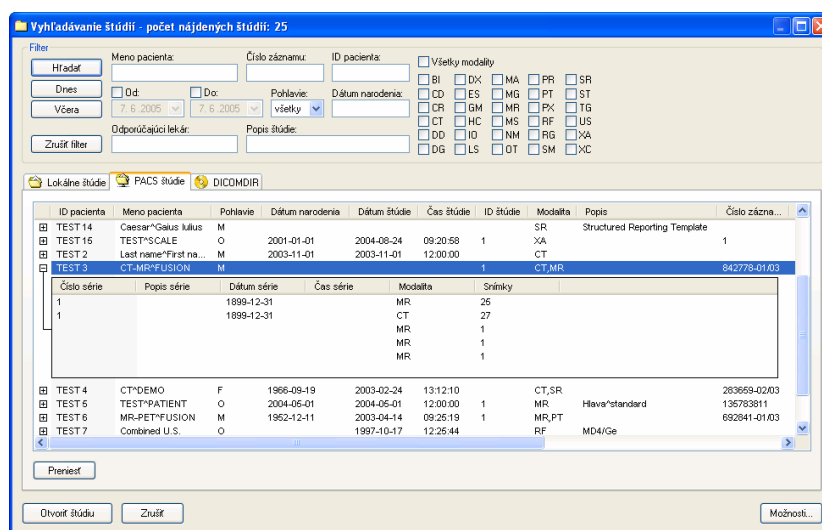 Vyhľadávanie štúdií - počet nájdených štúdií: 25
Filter
Meno pacienta: Číslo záznamu: ID pacienta: Všetky modality
Hľadať
BI DX MA PR SR
Dnes Od: Do: Pohlavie: Dátum narodenia: CD ES MG PT ST
Včera 7. 6. 2005 7. 6. 2005 všetky CR GM MR PX TG
CT HC MS RF US
Odporúčajúci lekár: Popis štúdie:
DD IO NM RG XA
Zrušiť filter DG LS OT SM XC
Lokálne štúdie PACS štúdie DICOMDIR
ID pacienta Meno pacienta Pohlavie Dátum narodenia Dátum štúdie Čas štúdie ID štúdie Modalita Popis Číslo zázna...
TEST 14 Caesar^Gaius Iulius M SR Structured Reporting Template
TEST 15 TEST^SCALE O 2001-01-01 2004-08-24 09:20:58 1 XA 1
TEST 2 Last name^First na... M 2003-11-01 2003-11-01 12:00:00 CT
TEST 3 CT-MR^FUSION M 1 CT,MR 842778-01/03
Číslo série Popis série Dátum série Čas série Modalita Snímky
1 1899-12-31 MR 25
1 1899-12-31 CT 27
MR 1
MR 1
MR 1
TEST 4 CT^DEMO F 1966-09-19 2003-02-24 13:12:10 CT,SR 283659-02/03
TEST 5 TEST^PATIENT O 2004-05-01 2004-05-01 12:00:00 1 MR Hlava^standard 135783811
TEST 6 MR-PET^FUSION M 1952-12-11 2003-04-14 09:25:19 1 MR,PT 692841-01/03
TEST 7 Combined U.S. O 1997-10-17 12:25:44 RF MD4/Ge
Preniesť
Otvoriť štúdiu Zrušiť Možnosti...